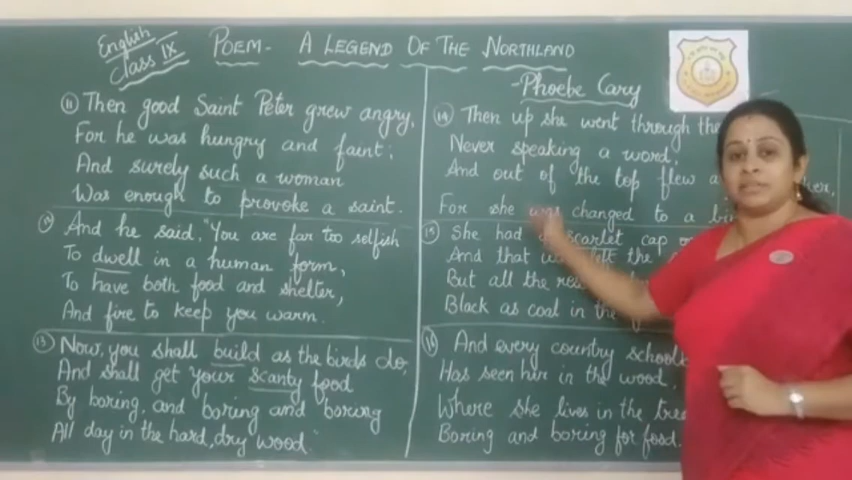 English
Class IX
POEM - A LEGEND OF THE NORTHLAND
- Phoebe Cary
⑪ Then good Saint Peter grew angry,
For he was hungry and faint;
And surely such a woman
Was enough to provoke a saint.
⑫ And he said, "You are far too selfish
To dwell in a human form,
To have both food and shelter,
And fire to keep you warm.
⑬ Now, you shall build as the birds do,
And shall get your scanty food
By boring, and boring and boring
All day in the hard, dry wood."
⑭ Then up she went through the
Never speaking a word,
And out of the top flew a
For she was changed to a
⑮ She had a scarlet cap
And that was left the
But all the
Black as coal in the
⑯ And every country
Has seen her in the wood,
Where she lives in the
Boring and boring for food.